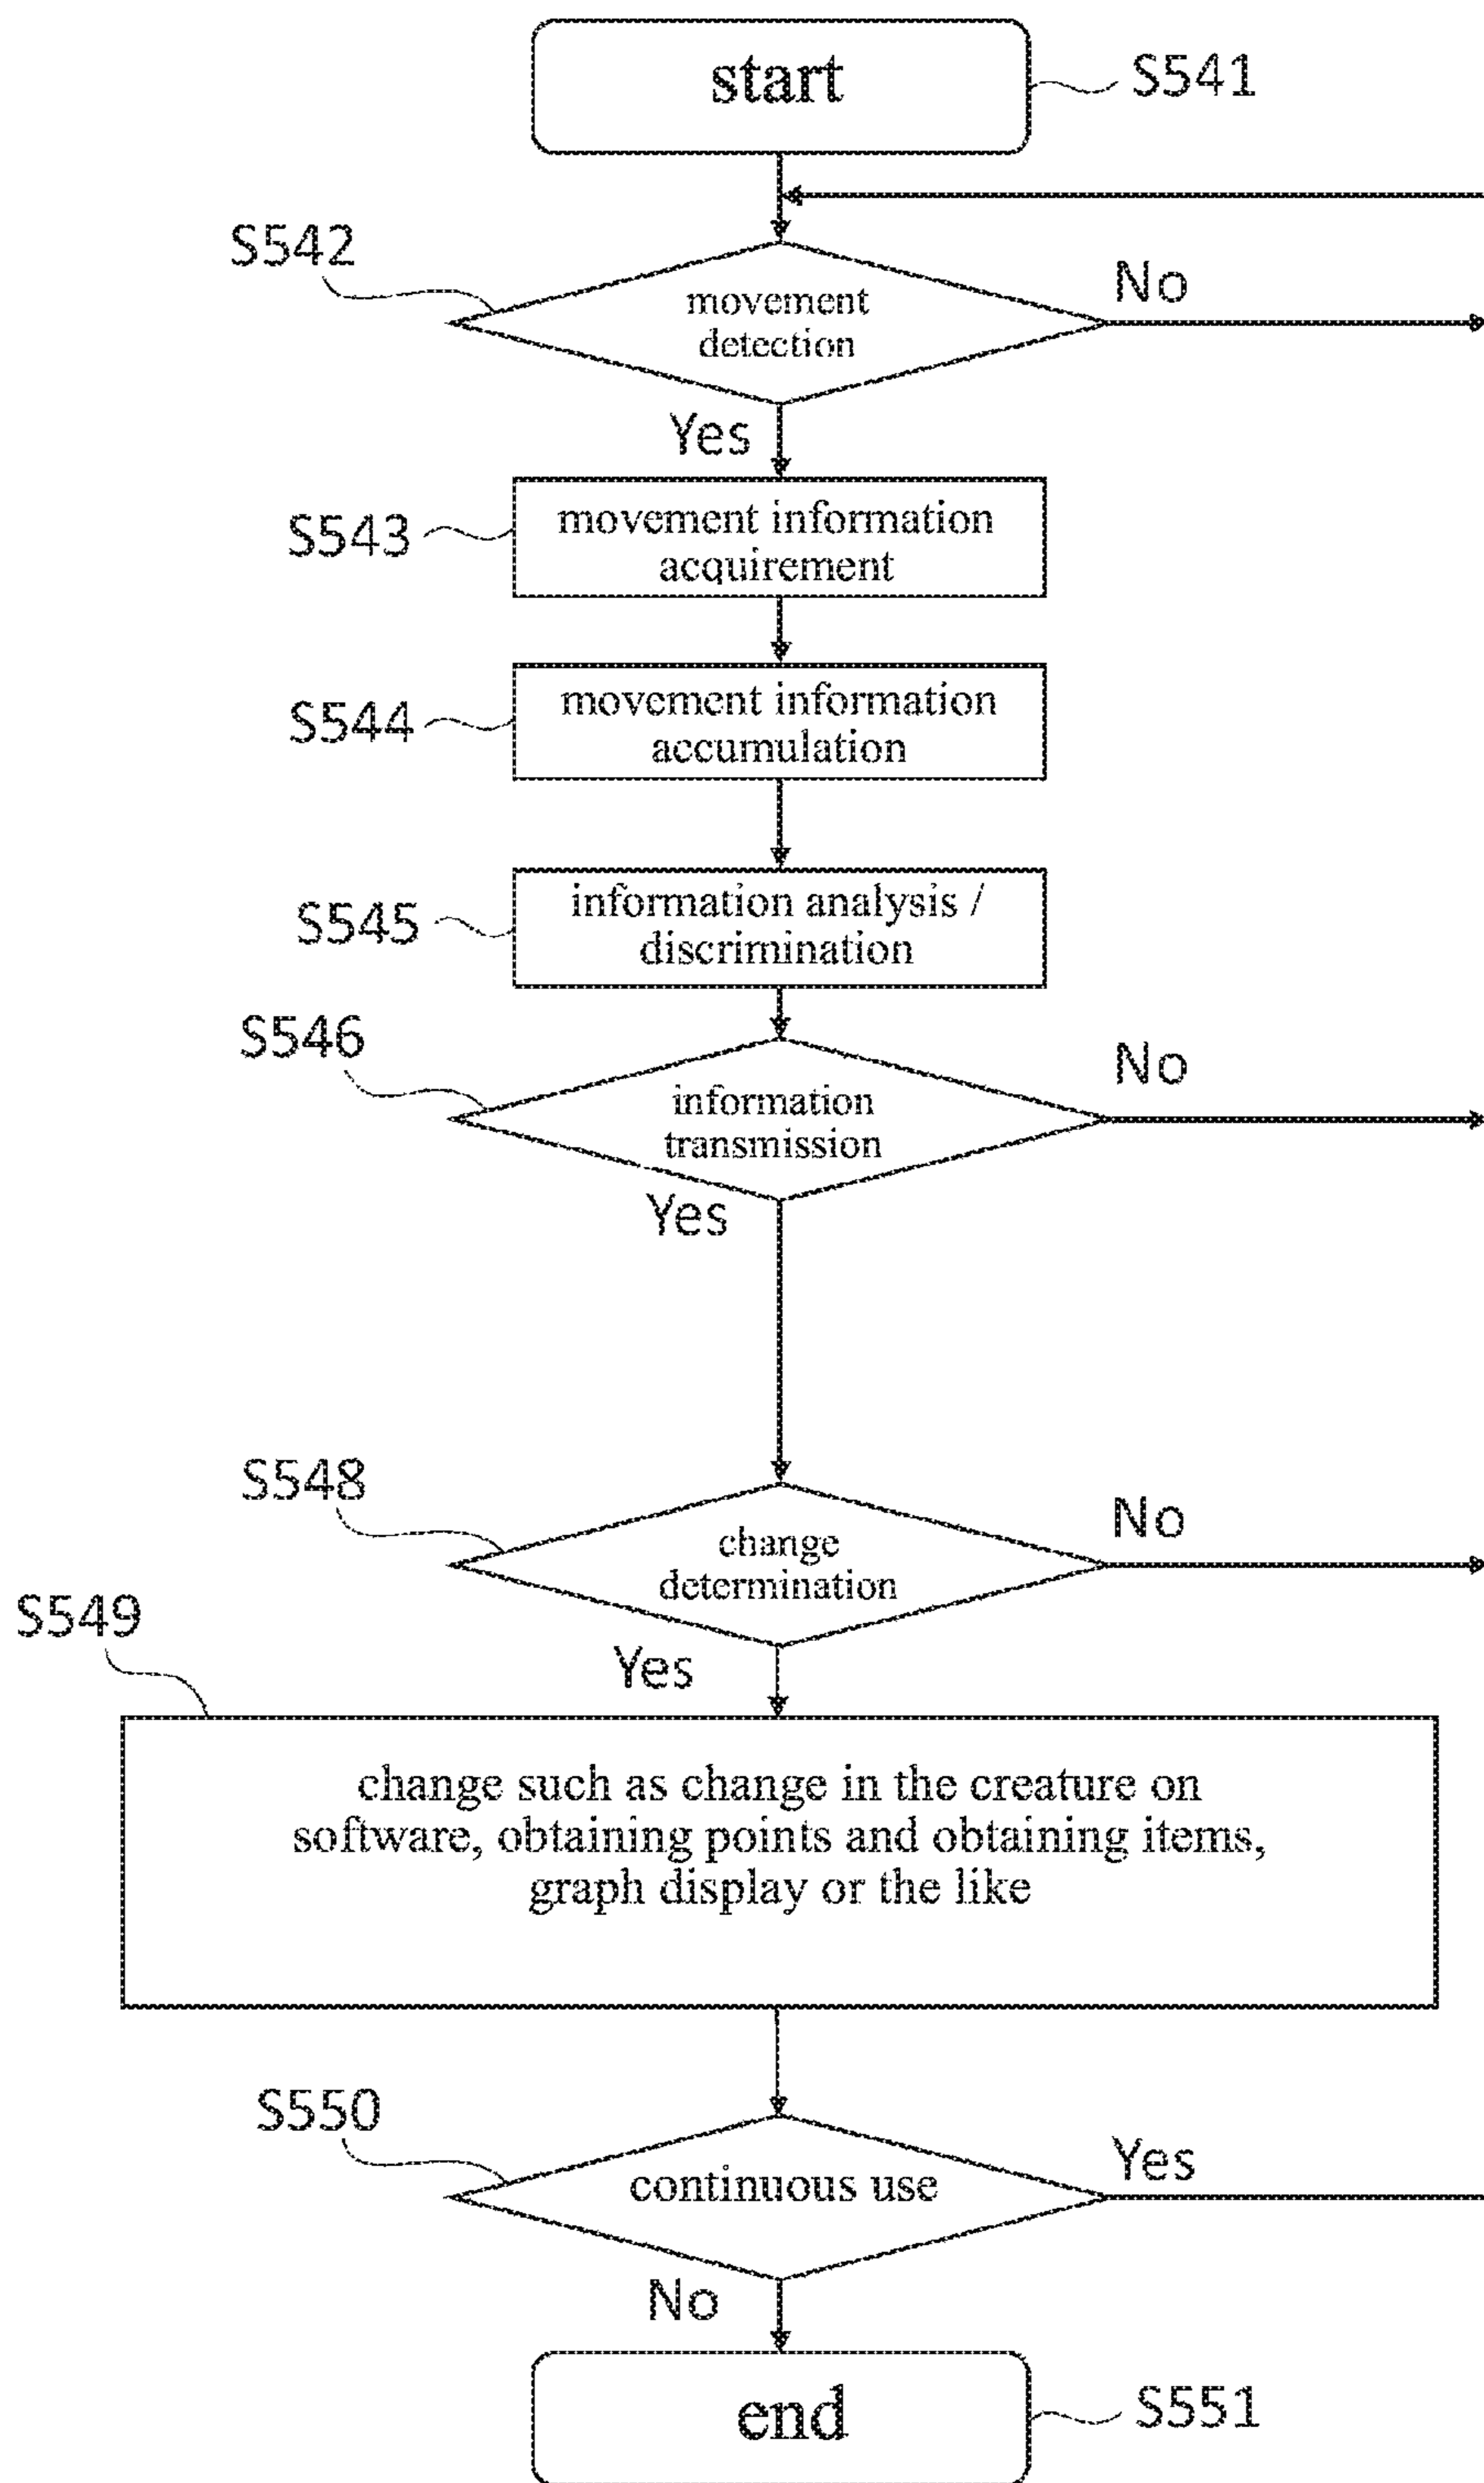 start
S541
S542
movement
detection
No
Yes
S543
movement information
acquirement
S544
movement information
accumulation
S545
information analysis /
discrimination
S546
information
transmission
No
Yes
S548
change
determination
No
Yes
S549
change such as change in the creature on
software, obtaining points and obtaining items,
graph display or the like
S550
continuous use
Yes
No
end
S551